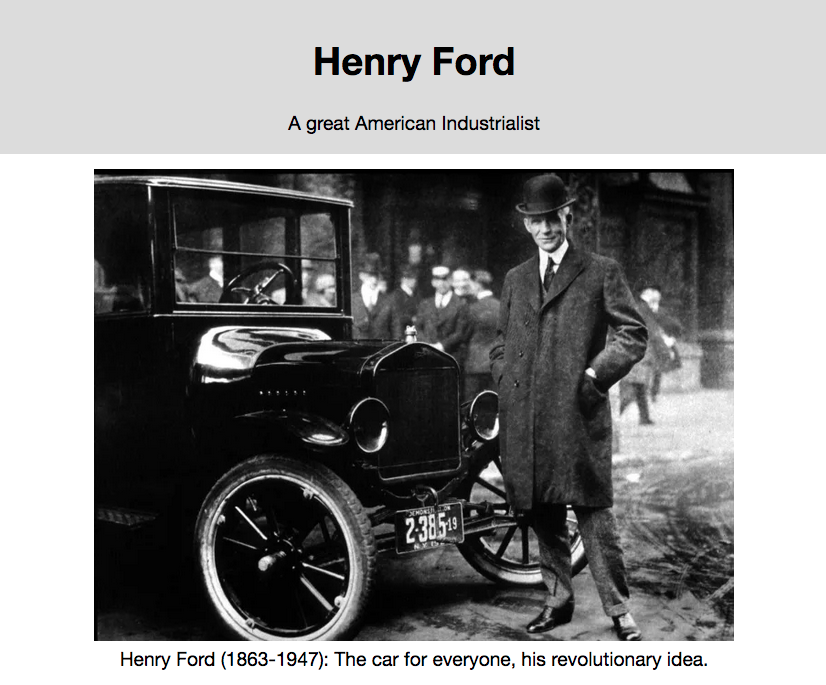 Henry Ford
A great American Industrialist
2-385-19
N.Y.
Henry Ford (1863-1947): The car for everyone, his revolutionary idea.